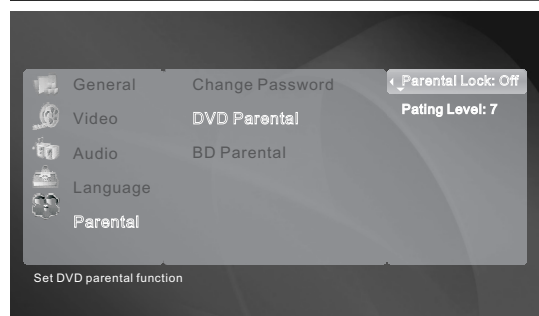 General
Video
Audio
Language
Parental
Change Password
DVD Parental
BD Parental
Parental Lock: Off
Pating Level: 7
Set DVD parental function